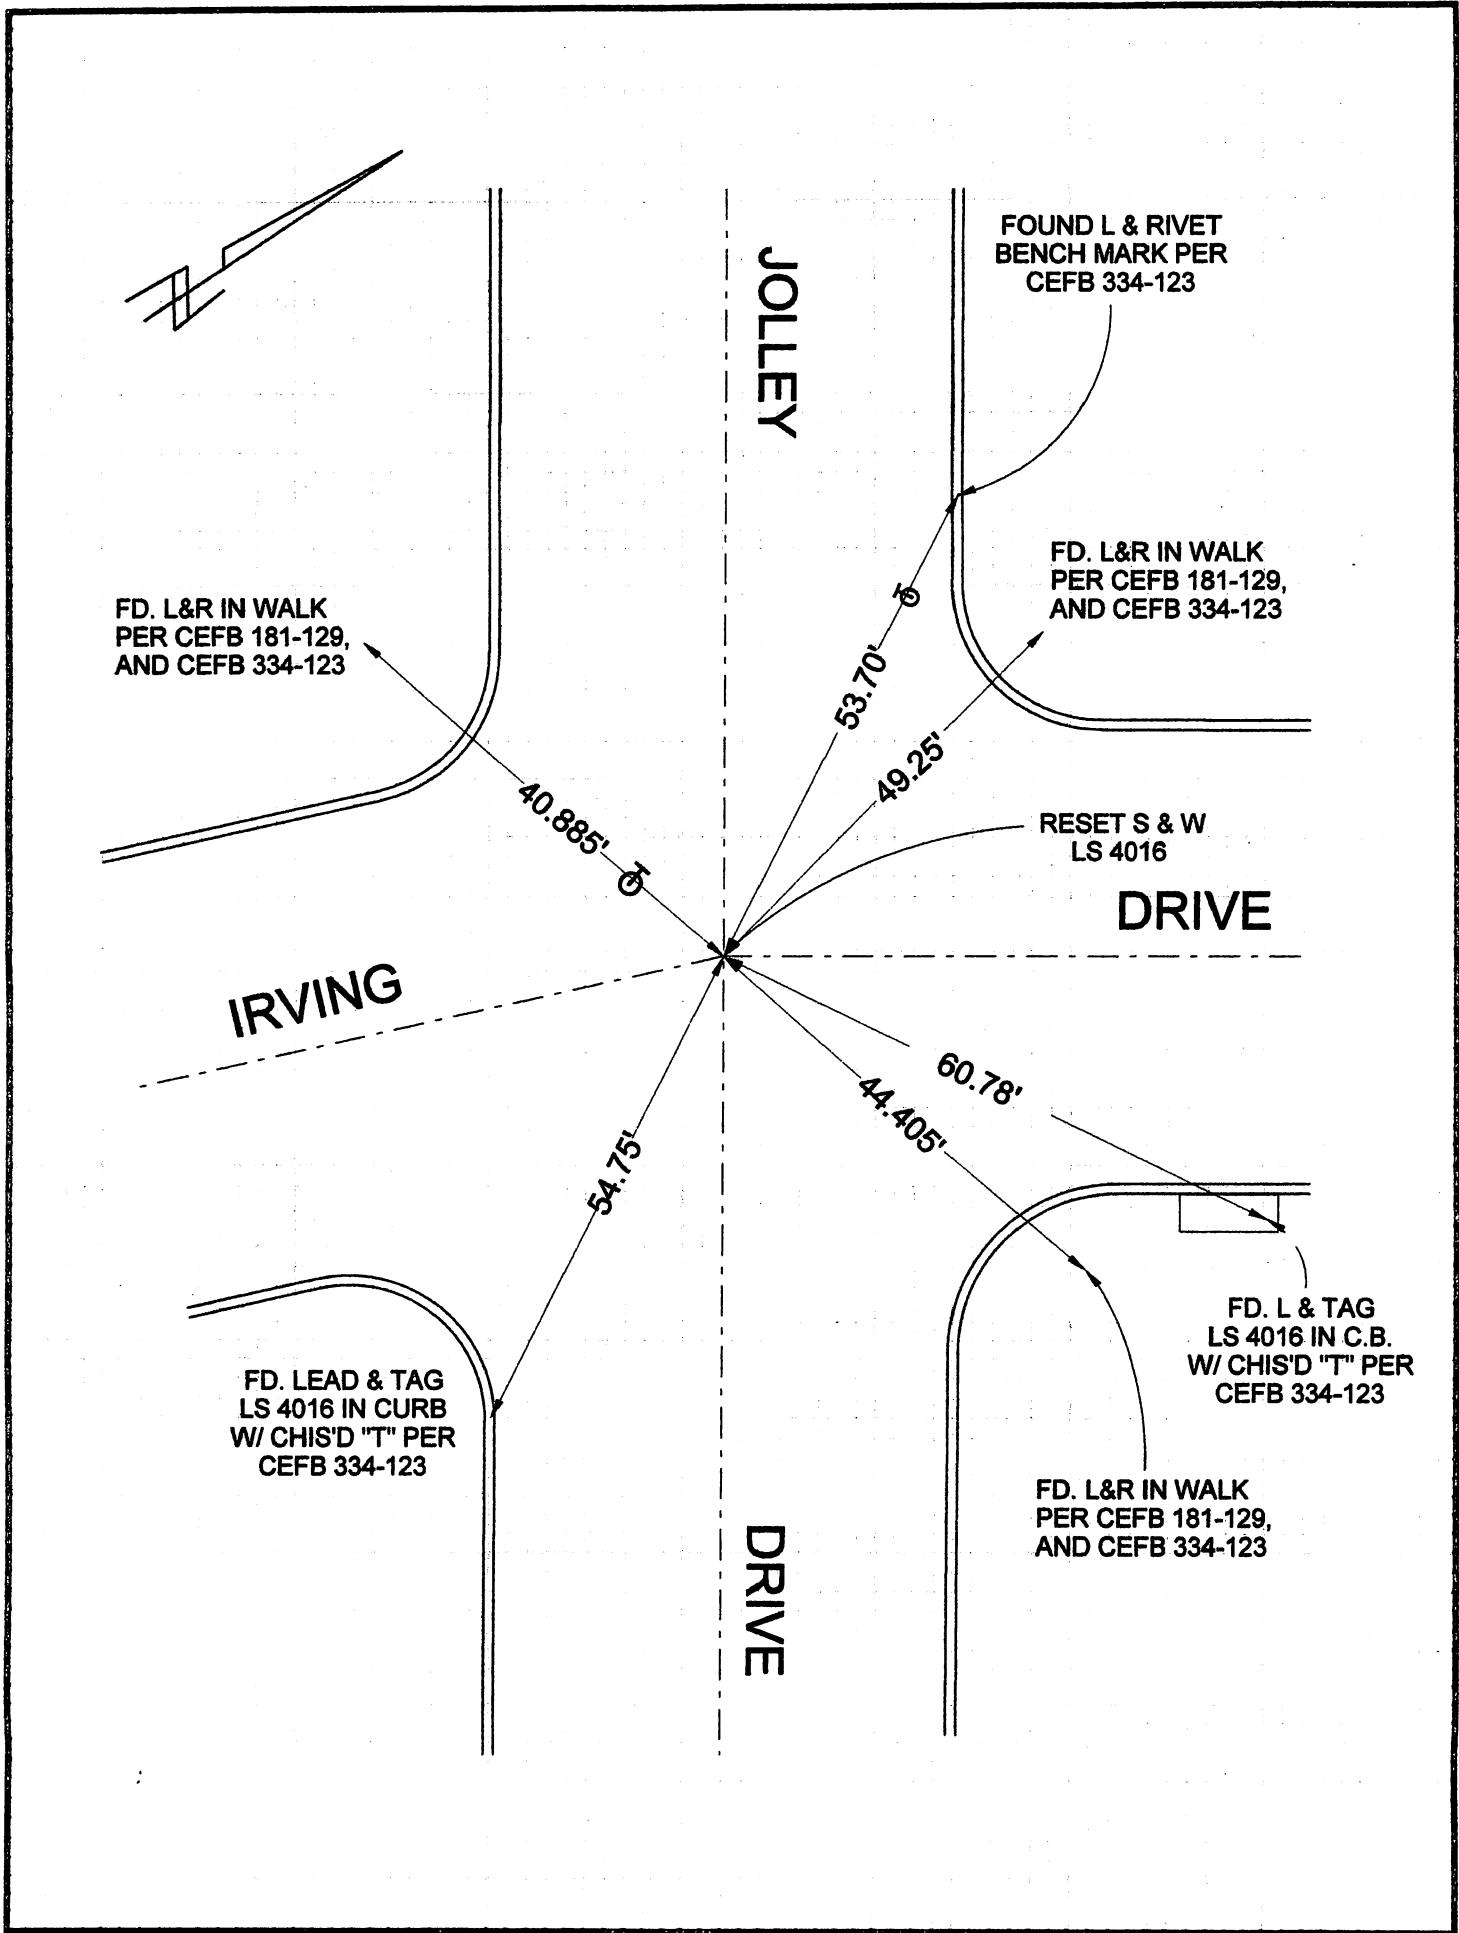 JOLLEY
FOUND L & RIVET
BENCH MARK PER
CEFB 334-123
FD. L&R IN WALK
PER CEFB 181-129,
AND CEFB 334-123
FD. L&R IN WALK
PER CEFB 181-129,
AND CEFB 334-123
53.70'
49.25'
40.885'
RESET S & W
LS 4016
DRIVE
IRVING
60.78'
44.405'
54.75'
FD. L & TAG
LS 4016 IN C.B.
W/ CHIS'D "T" PER
CEFB 334-123
FD. LEAD & TAG
LS 4016 IN CURB
W/ CHIS'D "T" PER
CEFB 334-123
FD. L&R IN WALK
PER CEFB 181-129,
AND CEFB 334-123
DRIVE